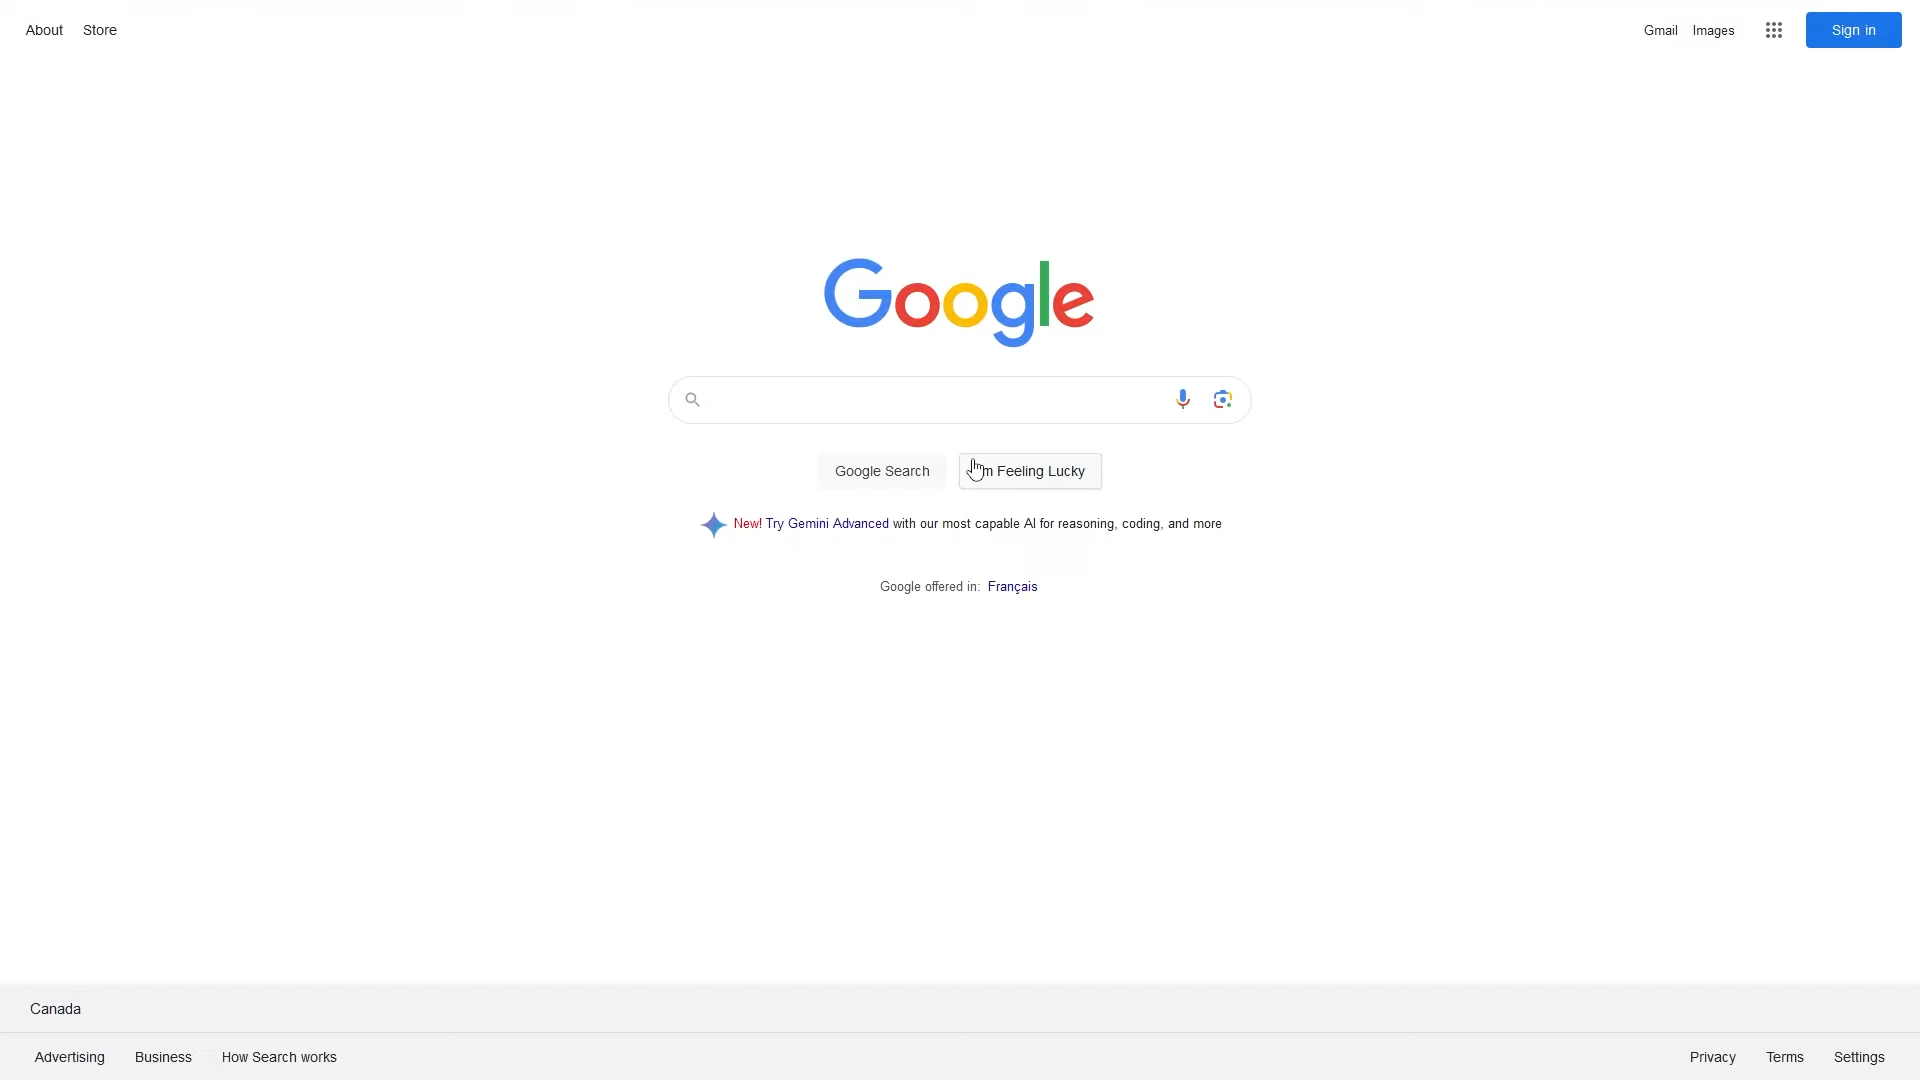 About Store
Gmail Images Sign in
Google
Google Search
m Feeling Lucky
New! Try Gemini Advanced with our most capable AI for reasoning, coding, and more
Google offered in: Français
Canada
Advertising Business How Search works
Privacy Terms Settings